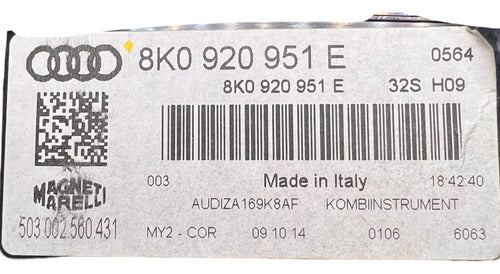 8K0 920 951 E 0564
8K0 920 951 E 32S H09
003 Made in Italy 18:42:40
MAGNETI
MARELLI
AUDIZA169K8AF KOMBIINSTRUMENT
503.002.560.431
MY2 - COR 09 10 14 0106 6063